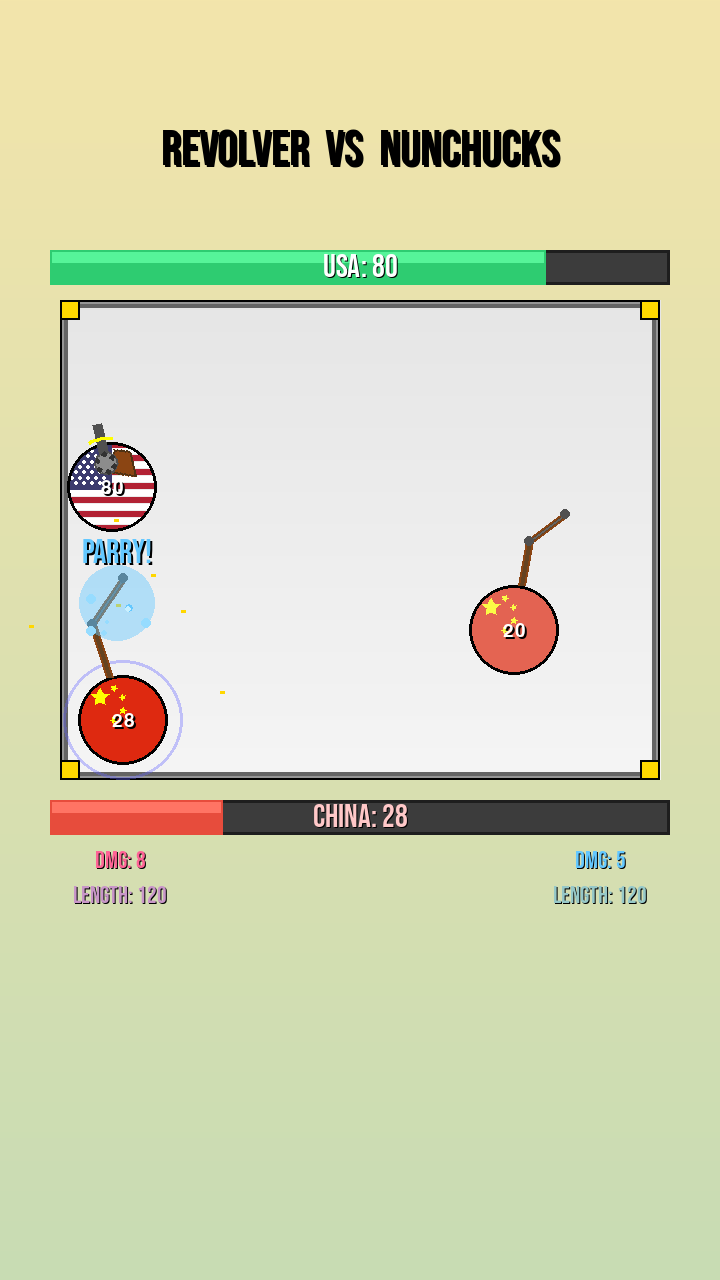 REVOLVER VS NUNCHUCKS
USA: 80
80
PARRY!
20
28
CHINA: 28
DMG: 8
DMG: 5
LENGTH: 120
LENGTH: 120